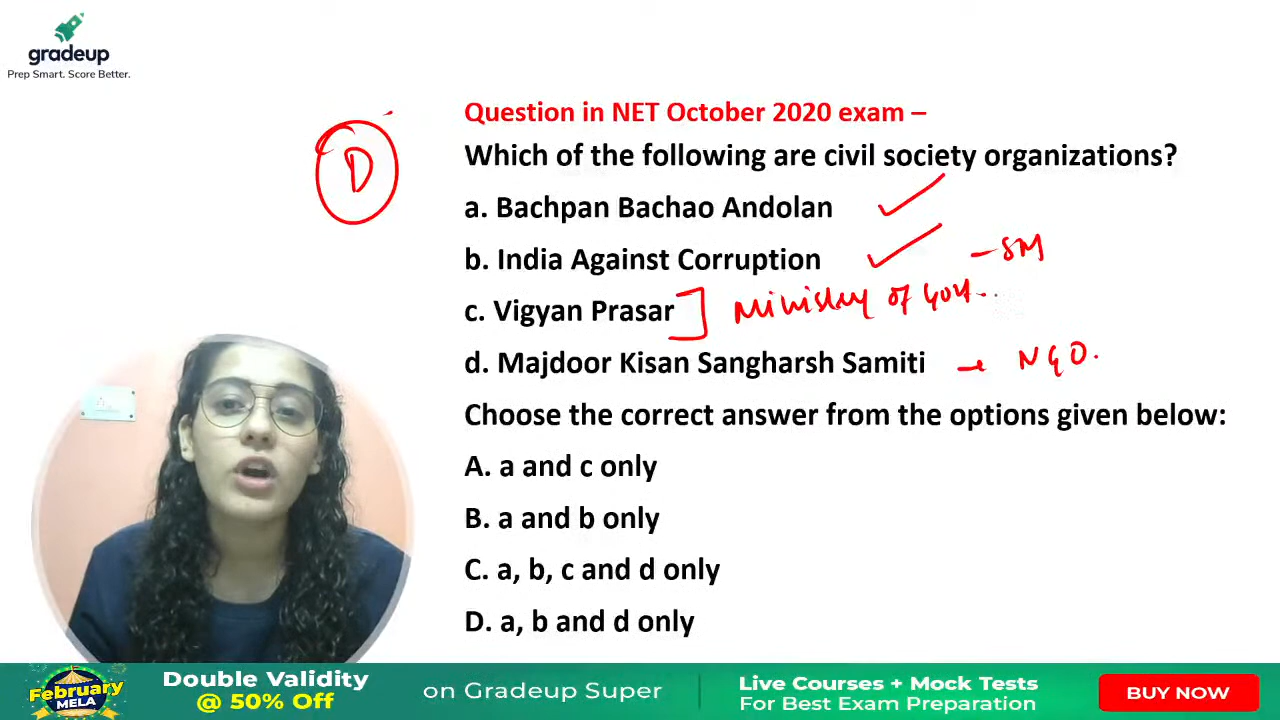 gradeup
Prep Smart. Score Better.
Question in NET October 2020 exam –
D
Which of the following are civil society organizations?
a. Bachpan Bachao Andolan
b. India Against Corruption
– SM
c. Vigyan Prasar ] Ministry of Govt.
d. Majdoor Kisan Sangharsh Samiti → NGO.
Choose the correct answer from the options given below:
A. a and c only
B. a and b only
C. a, b, c and d only
D. a, b and d only
February
MELA
Double Validity
@ 50% Off
on Gradeup Super
Live Courses + Mock Tests
For Best Exam Preparation
BUY NOW